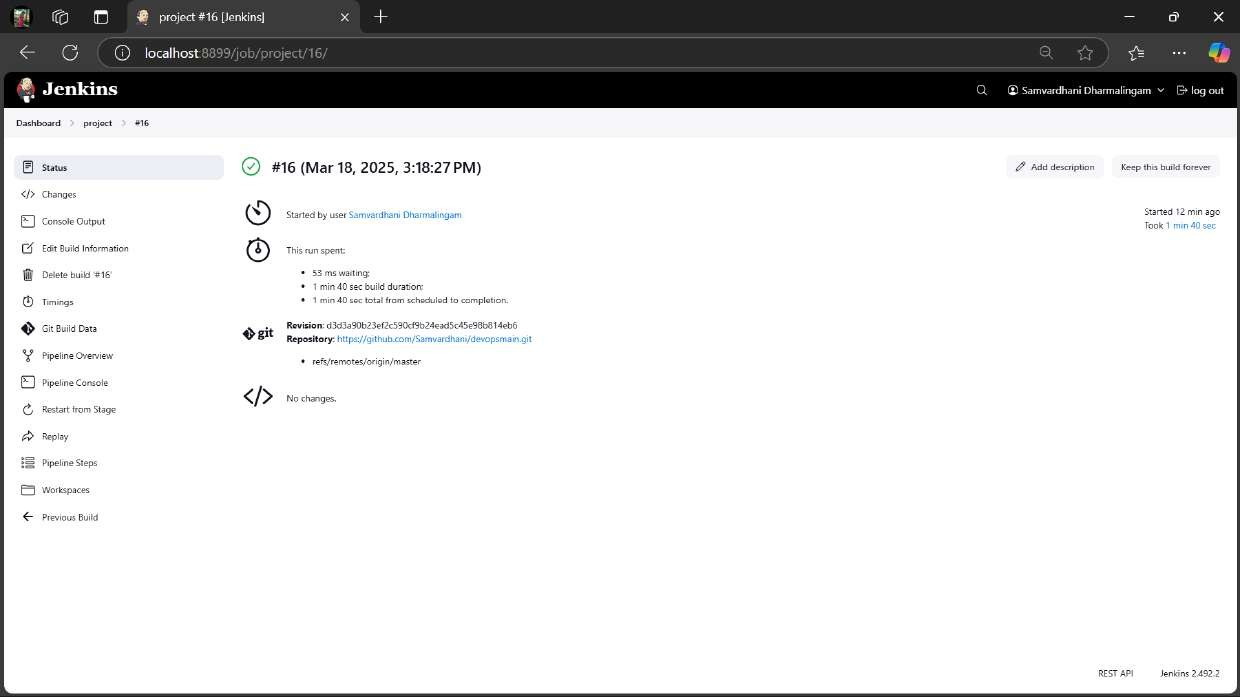 project #16 [Jenkins]
localhost:8899/job/project/16/
Jenkins
Samvardhani Dharmalingam
log out
Dashboard > project > #16
Status
Changes
Console Output
Edit Build Information
Delete build '#16'
Timings
Git Build Data
Pipeline Overview
Pipeline Console
Restart from Stage
Replay
Pipeline Steps
Workspaces
Previous Build
#16 (Mar 18, 2025, 3:18:27 PM)
Add description
Keep this build forever
Started by user Samvardhani Dharmalingam
Started 12 min ago
Took 1 min 40 sec
This run spent:
• 53 ms waiting;
• 1 min 40 sec build duration;
• 1 min 40 sec total from scheduled to completion.
git
Revision: d3d3a90b23ef2c590cf9b24ead5c45e98b814eb6
Repository: https://github.com/Samvardhani/devopsmain.git
• refs/remotes/origin/master
No changes.
REST API
Jenkins 2.492.2